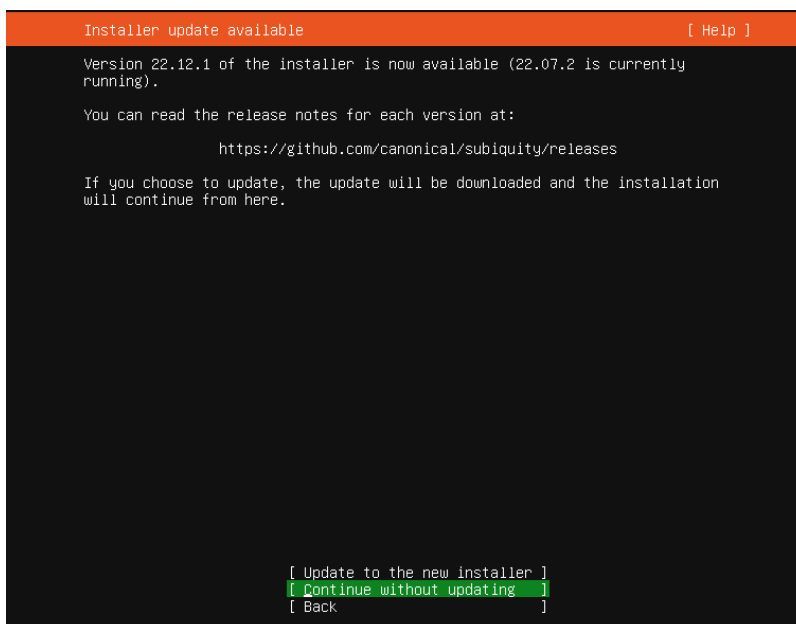 Installer update available [ Help ]
Version 22.12.1 of the installer is now available (22.07.2 is currently
running).
You can read the release notes for each version at:
https://github.com/canonical/subiquity/releases
If you choose to update, the update will be downloaded and the installation
will continue from here.
[ Update to the new installer ]
[ Continue without updating ]
[ Back ]